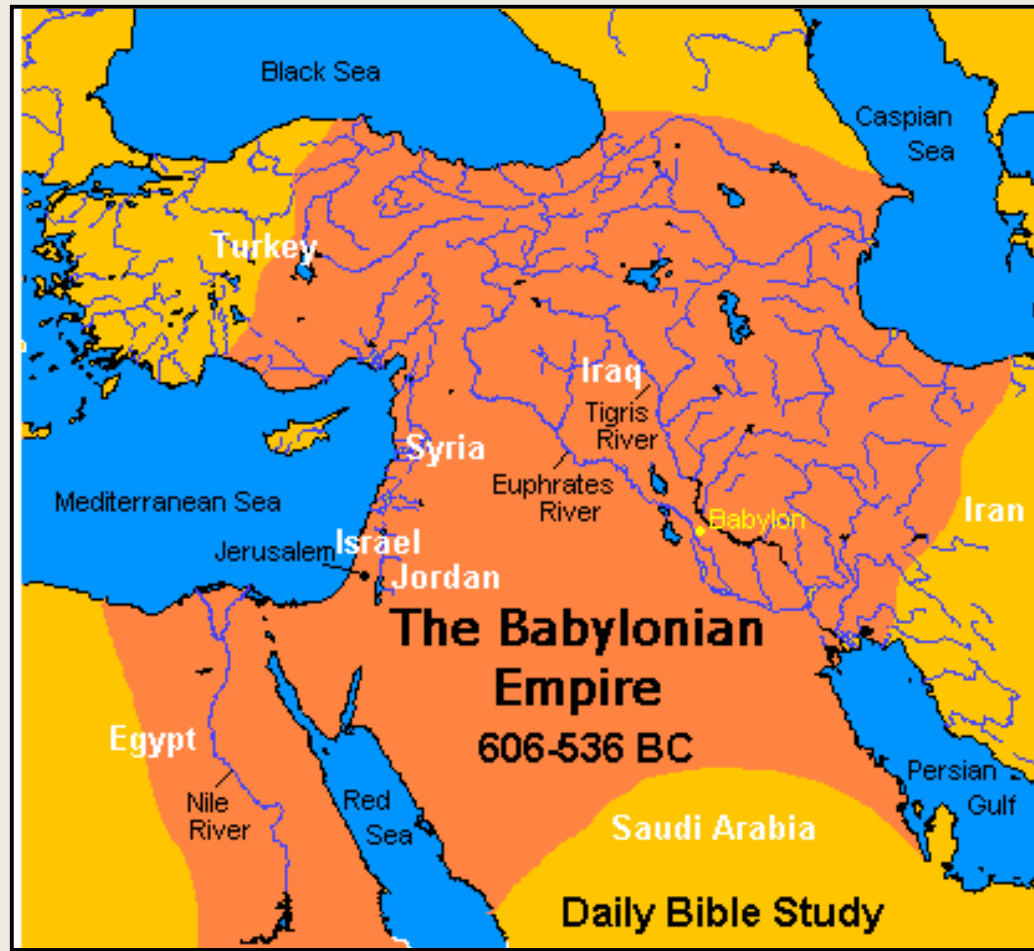 Black Sea
Caspian
Sea
Turkey
Iraq
Tigris
River
Syria
Euphrates
River
Mediterranean Sea
Babylon
Iran
Jerusalem
Israel
Jordan
The Babylonian
Empire
606-536 BC
Egypt
Nile
River
Red
Sea
Persian
Gulf
Saudi Arabia
Daily Bible Study